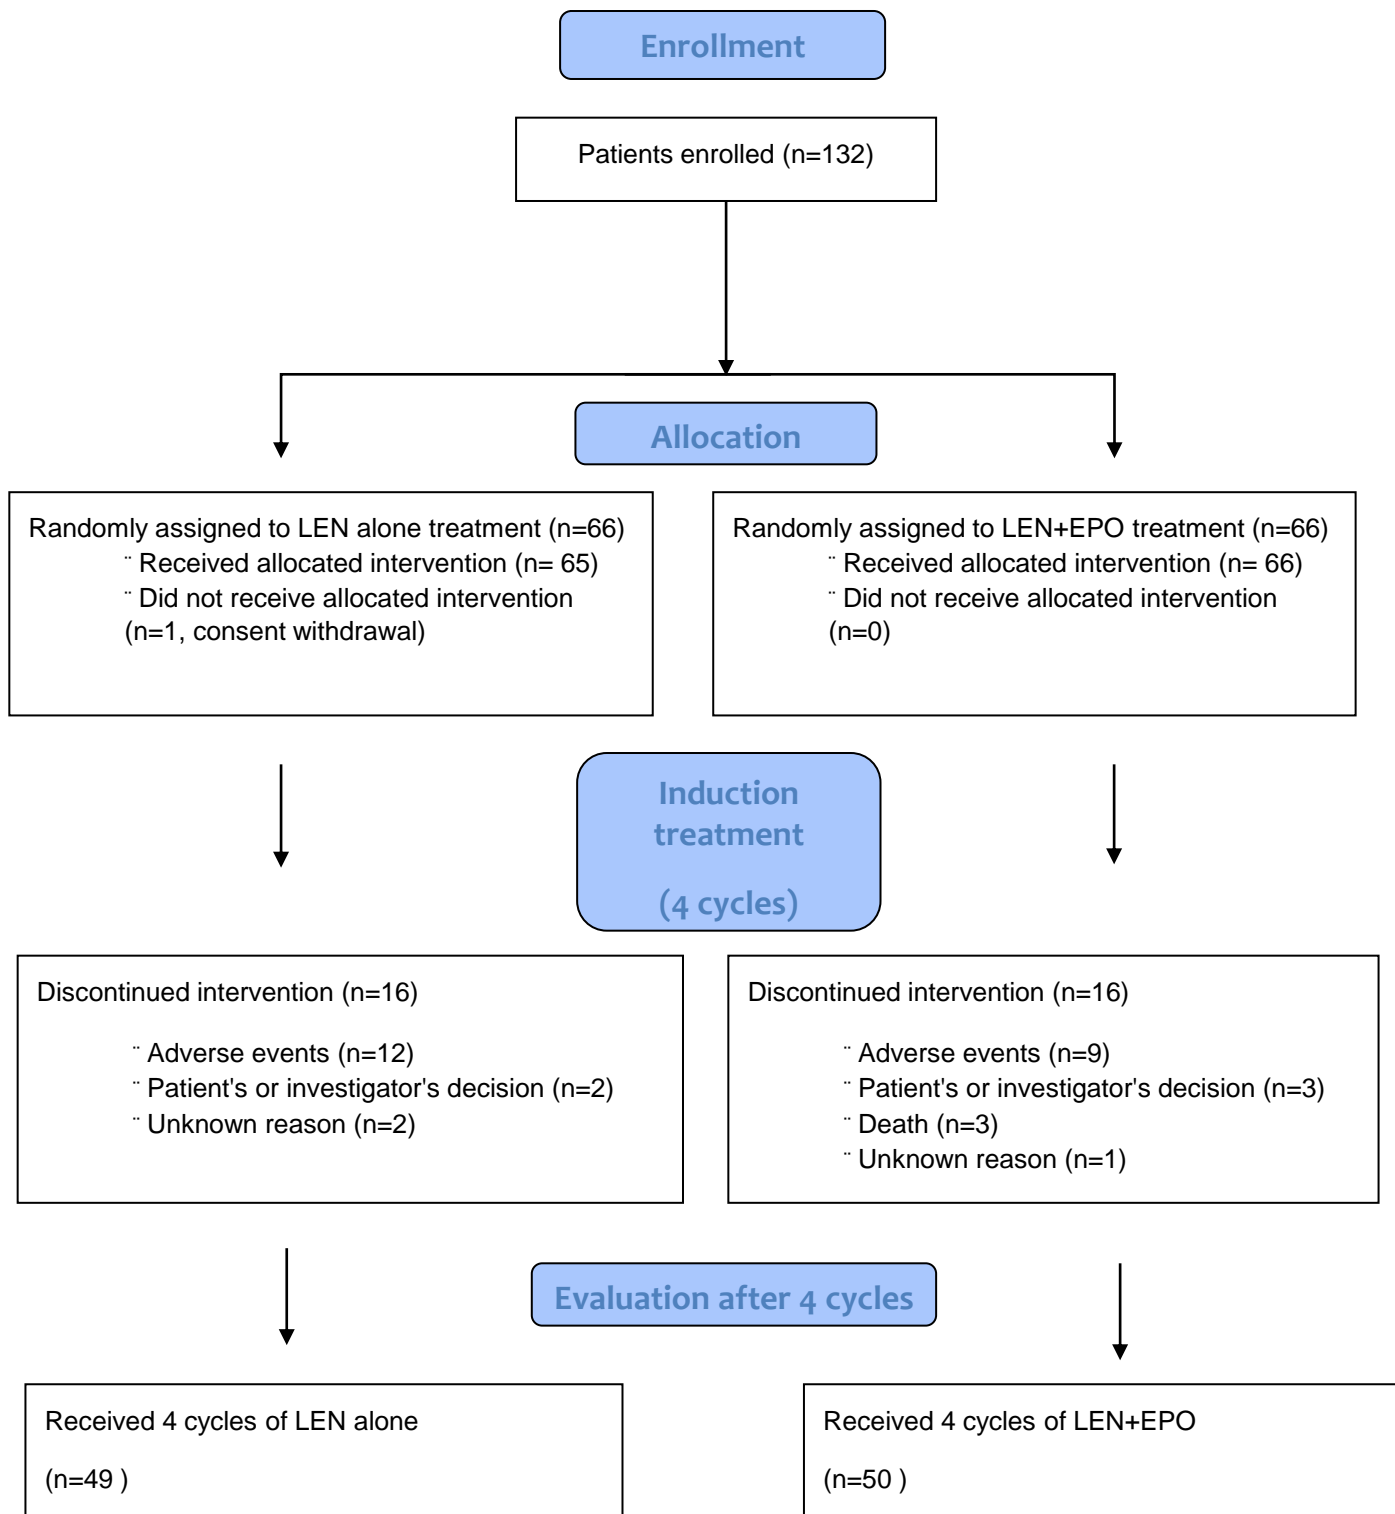 Enrollment
Patients enrolled (n=132)
Allocation
Randomly assigned to LEN alone treatment (n=66)
¨ Received allocated intervention (n= 65)
¨ Did not receive allocated intervention
(n=1, consent withdrawal)
Randomly assigned to LEN+EPO treatment (n=66)
¨ Received allocated intervention (n= 66)
¨ Did not receive allocated intervention
(n=0)
Induction
treatment
(4 cycles)
Discontinued intervention (n=16)
¨ Adverse events (n=12)
¨ Patient's or investigator's decision (n=2)
¨ Unknown reason (n=2)
Discontinued intervention (n=16)
¨ Adverse events (n=9)
¨ Patient's or investigator's decision (n=3)
¨ Death (n=3)
¨ Unknown reason (n=1)
Evaluation after 4 cycles
Received 4 cycles of LEN alone
(n=49 )
Received 4 cycles of LEN+EPO
(n=50 )